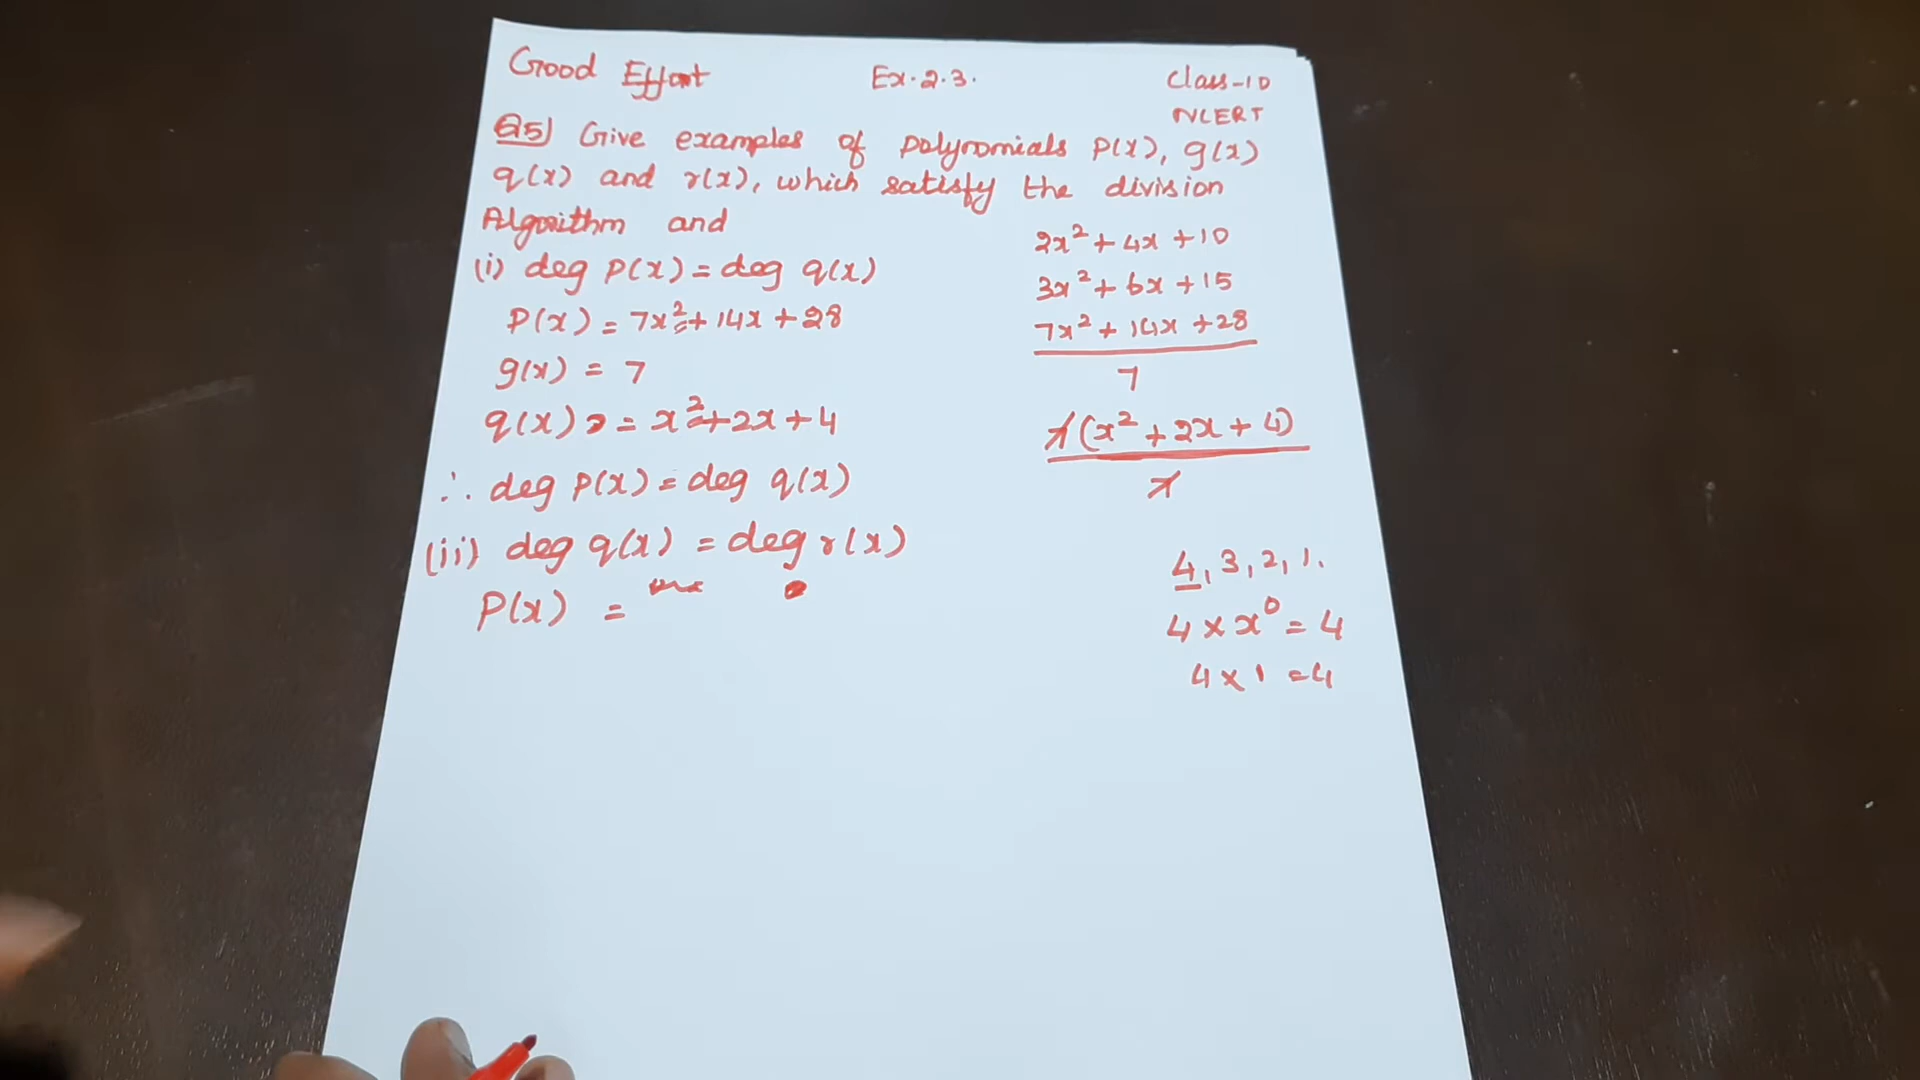 Good Effort Ex.2.3. Class-10
NCERT
Q5) Give examples of polynomials P(x), g(x)
q(x) and r(x), which satisfy the division
Algorithm and
(i) deg P(x) = deg q(x)
P(x) = 7x²+14x+28
g(x) = 7
q(x) = x²+2x+4
∴ deg P(x) = deg q(x)
(ii) deg q(x) = deg r(x)
P(x) =
2x²+4x+10
3x²+6x+15
7x²+14x+28
7
7(x²+2x+4)
7
4, 3, 2, 1.
4×x⁰=4
4×1=4